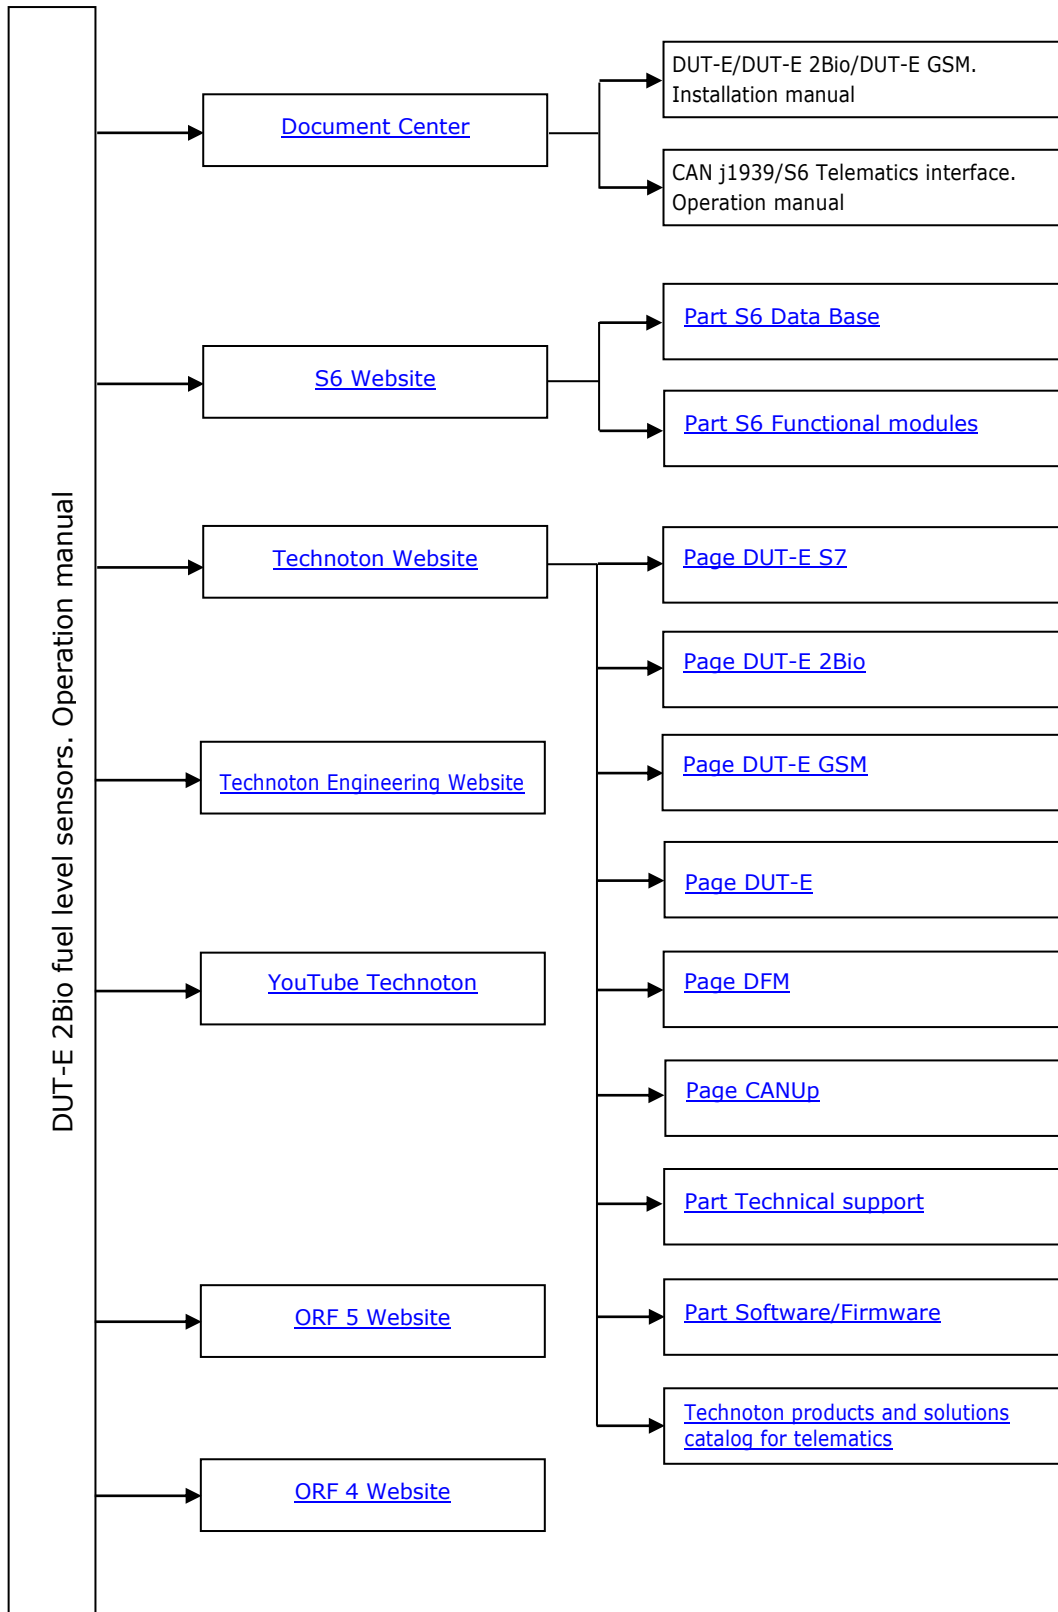 DUT-E 2Bio fuel level sensors. Operation manual
Document Center
DUT-E/DUT-E 2Bio/DUT-E GSM.
Installation manual
CAN j1939/S6 Telematics interface.
Operation manual
S6 Website
Part S6 Data Base
Part S6 Functional modules
Technoton Website
Page DUT-E S7
Page DUT-E 2Bio
Page DUT-E GSM
Page DUT-E
Page DFM
Page CANUp
Part Technical support
Part Software/Firmware
Technoton products and solutions
catalog for telematics
Technoton Engineering Website
YouTube Technoton
ORF 5 Website
ORF 4 Website